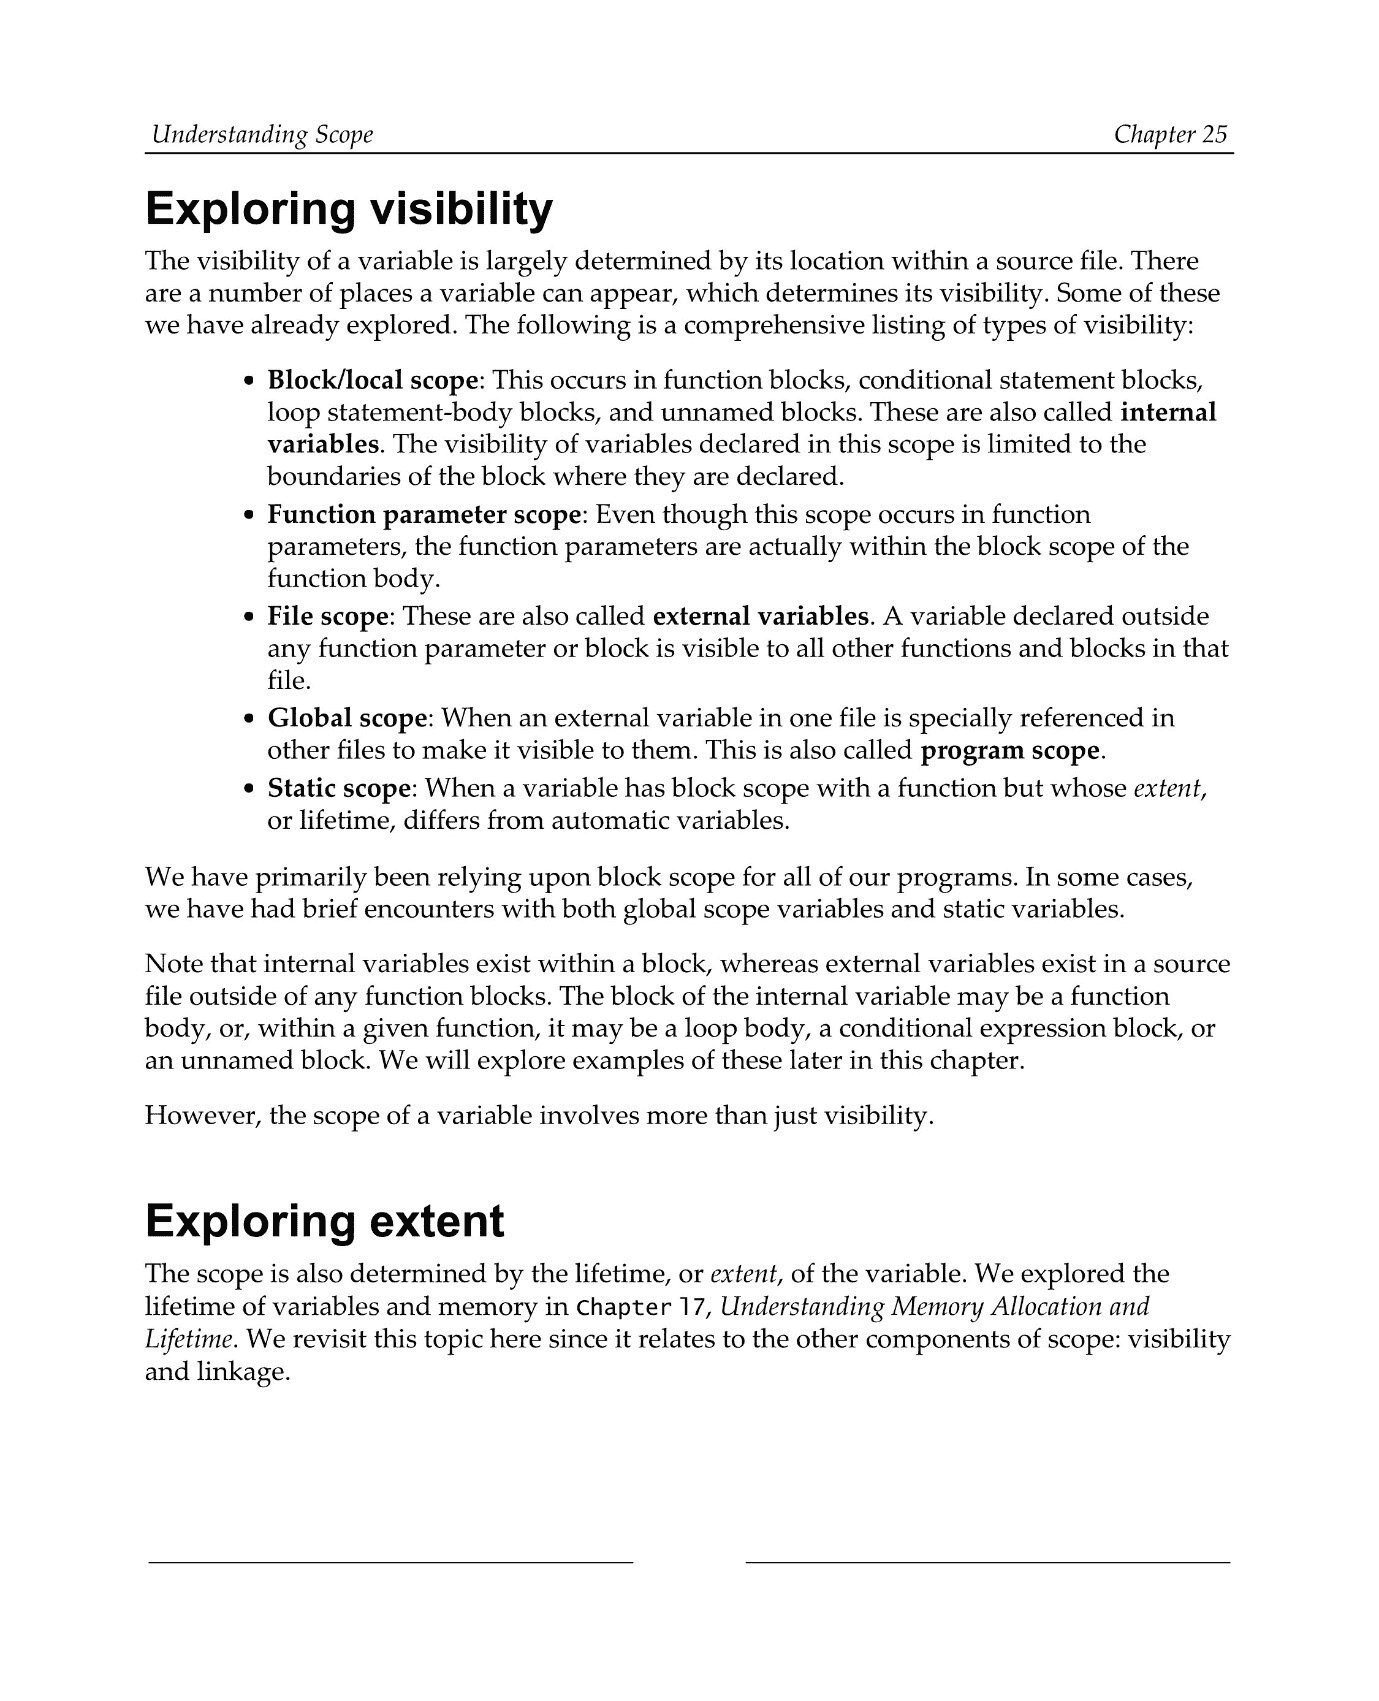 Understanding Scope Chapter 25
Exploring visibility
The visibility of a variable is largely determined by its location within a source file. There
are a number of places a variable can appear, which determines its visibility. Some of these
we have already explored. The following is a comprehensive listing of types of visibility:
• Block/local scope: This occurs in function blocks, conditional statement blocks,
loop statement-body blocks, and unnamed blocks. These are also called internal
variables. The visibility of variables declared in this scope is limited to the
boundaries of the block where they are declared.
• Function parameter scope: Even though this scope occurs in function
parameters, the function parameters are actually within the block scope of the
function body.
• File scope: These are also called external variables. A variable declared outside
any function parameter or block is visible to all other functions and blocks in that
file.
• Global scope: When an external variable in one file is specially referenced in
other files to make it visible to them. This is also called program scope.
• Static scope: When a variable has block scope with a function but whose extent,
or lifetime, differs from automatic variables.
We have primarily been relying upon block scope for all of our programs. In some cases,
we have had brief encounters with both global scope variables and static variables.
Note that internal variables exist within a block, whereas external variables exist in a source
file outside of any function blocks. The block of the internal variable may be a function
body, or, within a given function, it may be a loop body, a conditional expression block, or
an unnamed block. We will explore examples of these later in this chapter.
However, the scope of a variable involves more than just visibility.
Exploring extent
The scope is also determined by the lifetime, or extent, of the variable. We explored the
lifetime of variables and memory in Chapter 17, Understanding Memory Allocation and
Lifetime. We revisit this topic here since it relates to the other components of scope: visibility
and linkage.